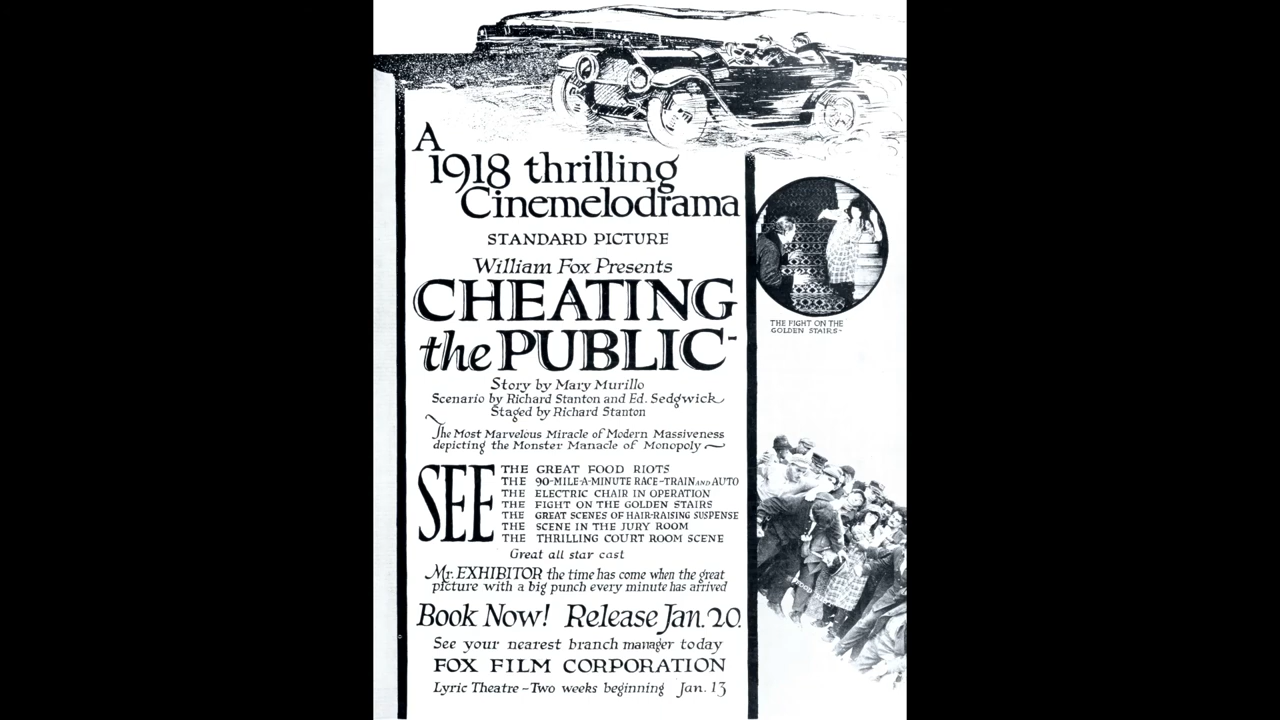 A
1918 thrilling
Cinemelodrama
STANDARD PICTURE
William Fox Presents
CHEATING
the PUBLIC-
Story by Mary Murillo
Scenario by Richard Stanton and Ed. Sedgwick
Staged by Richard Stanton
The Most Marvelous Miracle of Modern Massiveness
depicting the Monster Manacle of Monopoly
SEE
THE GREAT FOOD RIOTS
THE 90-MILE-A-MINUTE RACE-TRAIN AND AUTO
THE ELECTRIC CHAIR IN OPERATION
THE FIGHT ON THE GOLDEN STAIRS
THE GREAT SCENES OF HAIR-RAISING SUSPENSE
THE SCENE IN THE JURY ROOM
THE THRILLING COURT ROOM SCENE
Great all star cast
Mr. EXHIBITOR the time has come when the great
picture with a big punch every minute has arrived
Book Now! Release Jan. 20.
See your nearest branch manager today
FOX FILM CORPORATION
Lyric Theatre - Two weeks beginning Jan. 13
THE FIGHT ON THE
GOLDEN STAIRS-